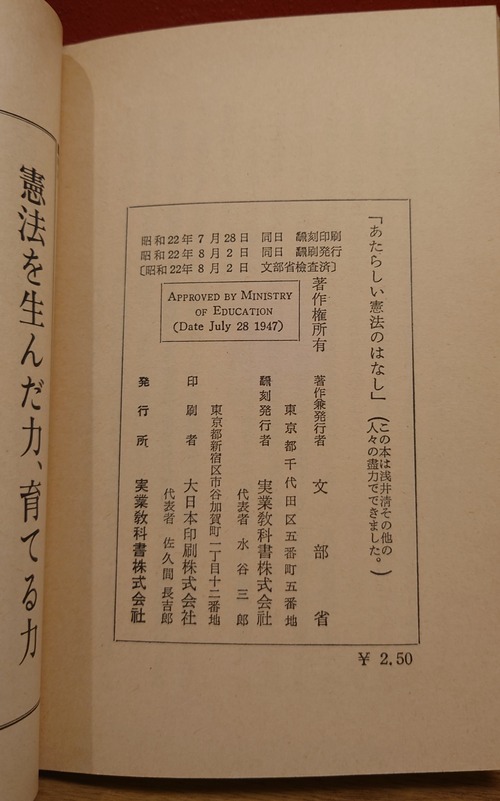 「あたらしい憲法のはなし」
(この本は浅井清その他の
人々の盡力でできました。)
昭和22年7月28日 同日 飜刻印刷
昭和22年8月2日 同日 飜刻発行
〔昭和22年8月2日 文部省檢査済〕
著作権所有
APPROVED BY MINISTRY
OF EDUCATION
(Date July 28 1947)
著作兼発行者 文部省
東京都千代田区五番町五番地
飜刻発行者 実業教科書株式会社
代表者 水谷三郎
東京都新宿区市谷加賀町一丁目十二番地
印刷者 大日本印刷株式会社
代表者 佐久間長吉郎
発行所 実業教科書株式会社
¥ 2.50
憲法を生んだ力、育てる力